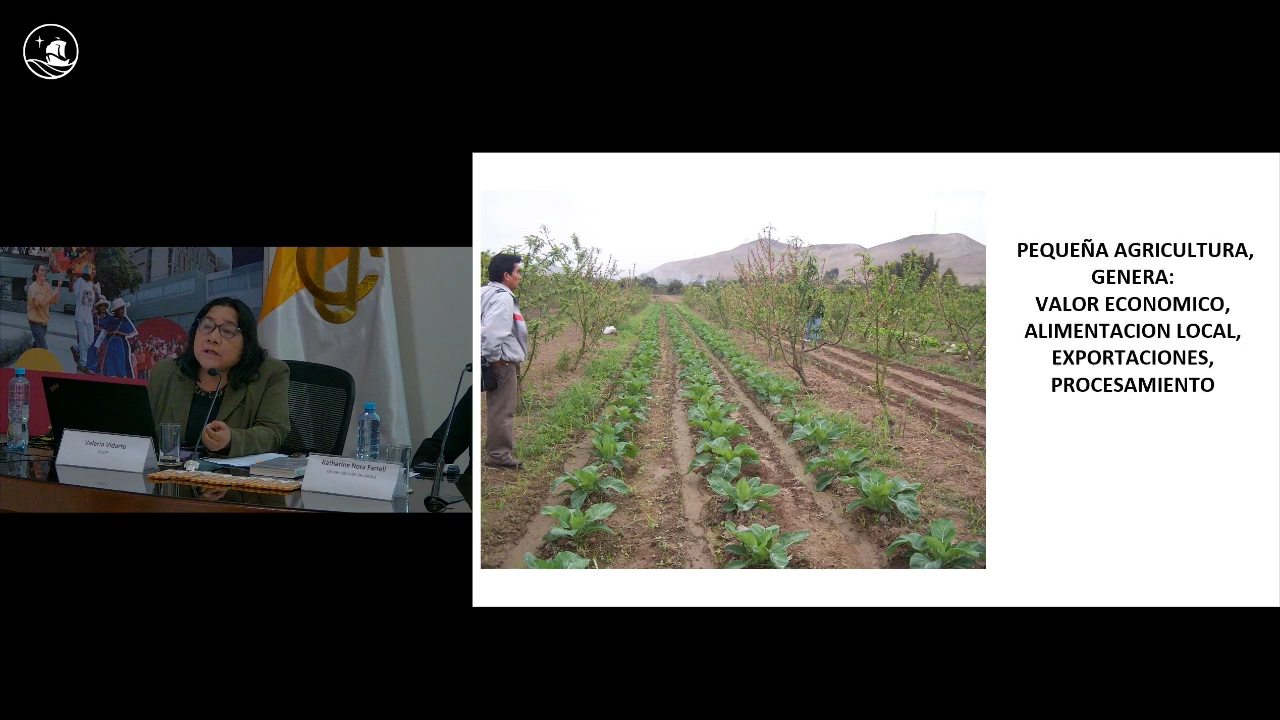 PEQUEÑA AGRICULTURA,
GENERA:
VALOR ECONOMICO,
ALIMENTACION LOCAL,
EXPORTACIONES,
PROCESAMIENTO
Valeria Vidarte
Katharine Nora Farrell